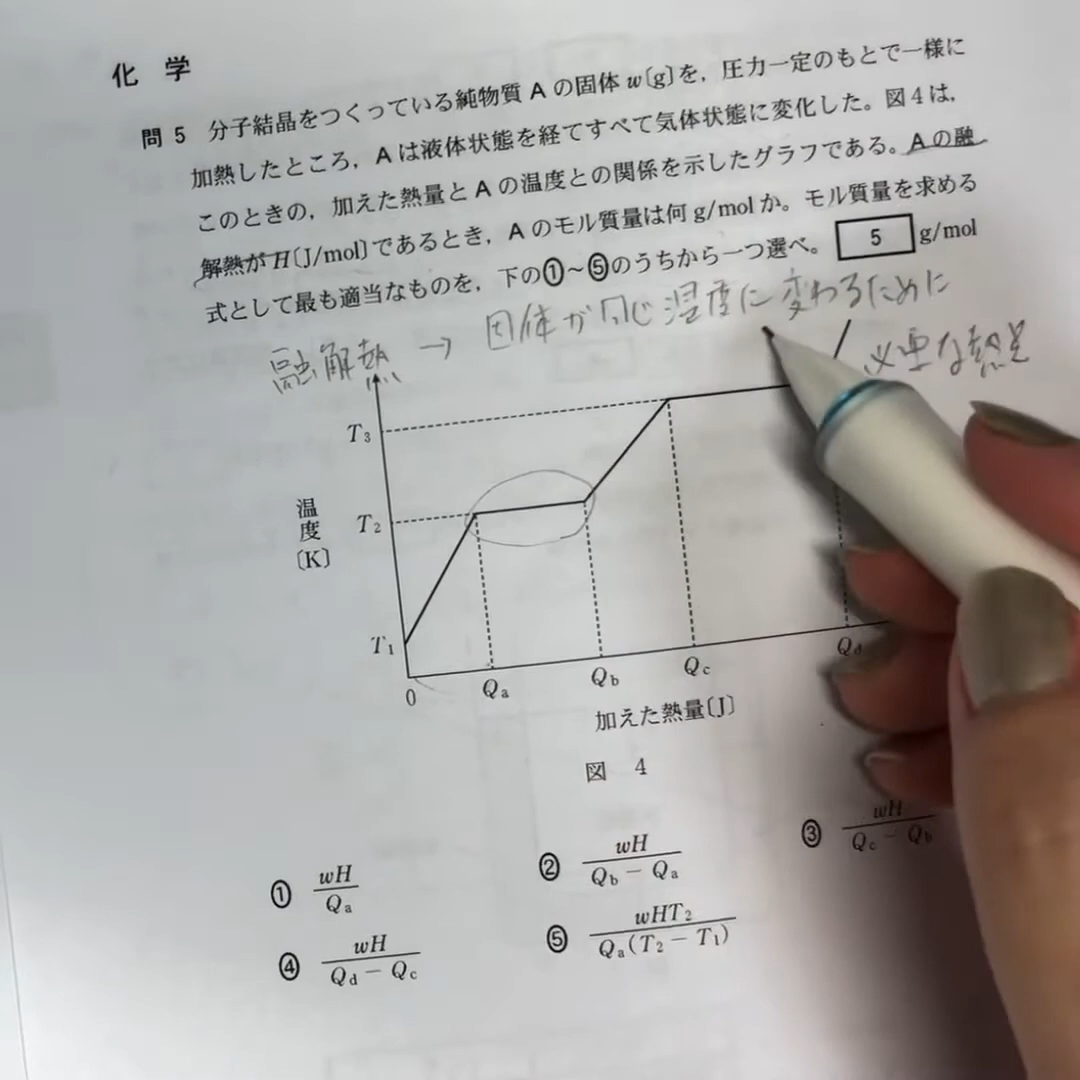 化 学
問 5 分子結晶をつくっている純物質 A の固体 w〔g〕を，圧力一定のもとで一様に
加熱したところ，A は液体状態を経てすべて気体状態に変化した。図 4 は，
このときの，加えた熱量と A の温度との関係を示したグラフである。A の融
解熱が H〔J/mol〕であるとき，A のモル質量は何 g/mol か。モル質量を求める
式として最も適当なものを，下の①～⑤のうちから一つ選べ。 5 g/mol
融解熱 → 固体が同じ温度に変わるために
必要な熱量
T₃
温度〔K〕
T₂
T₁
0 Qa Qb Qc Qd
加えた熱量〔J〕
図 4
① wH / Qa ② wH / (Qb − Qa) ③ wH / (Qc − Qb)
④ wH / (Qd − Qc) ⑤ wHT₂ / Qa(T₂ − T₁)